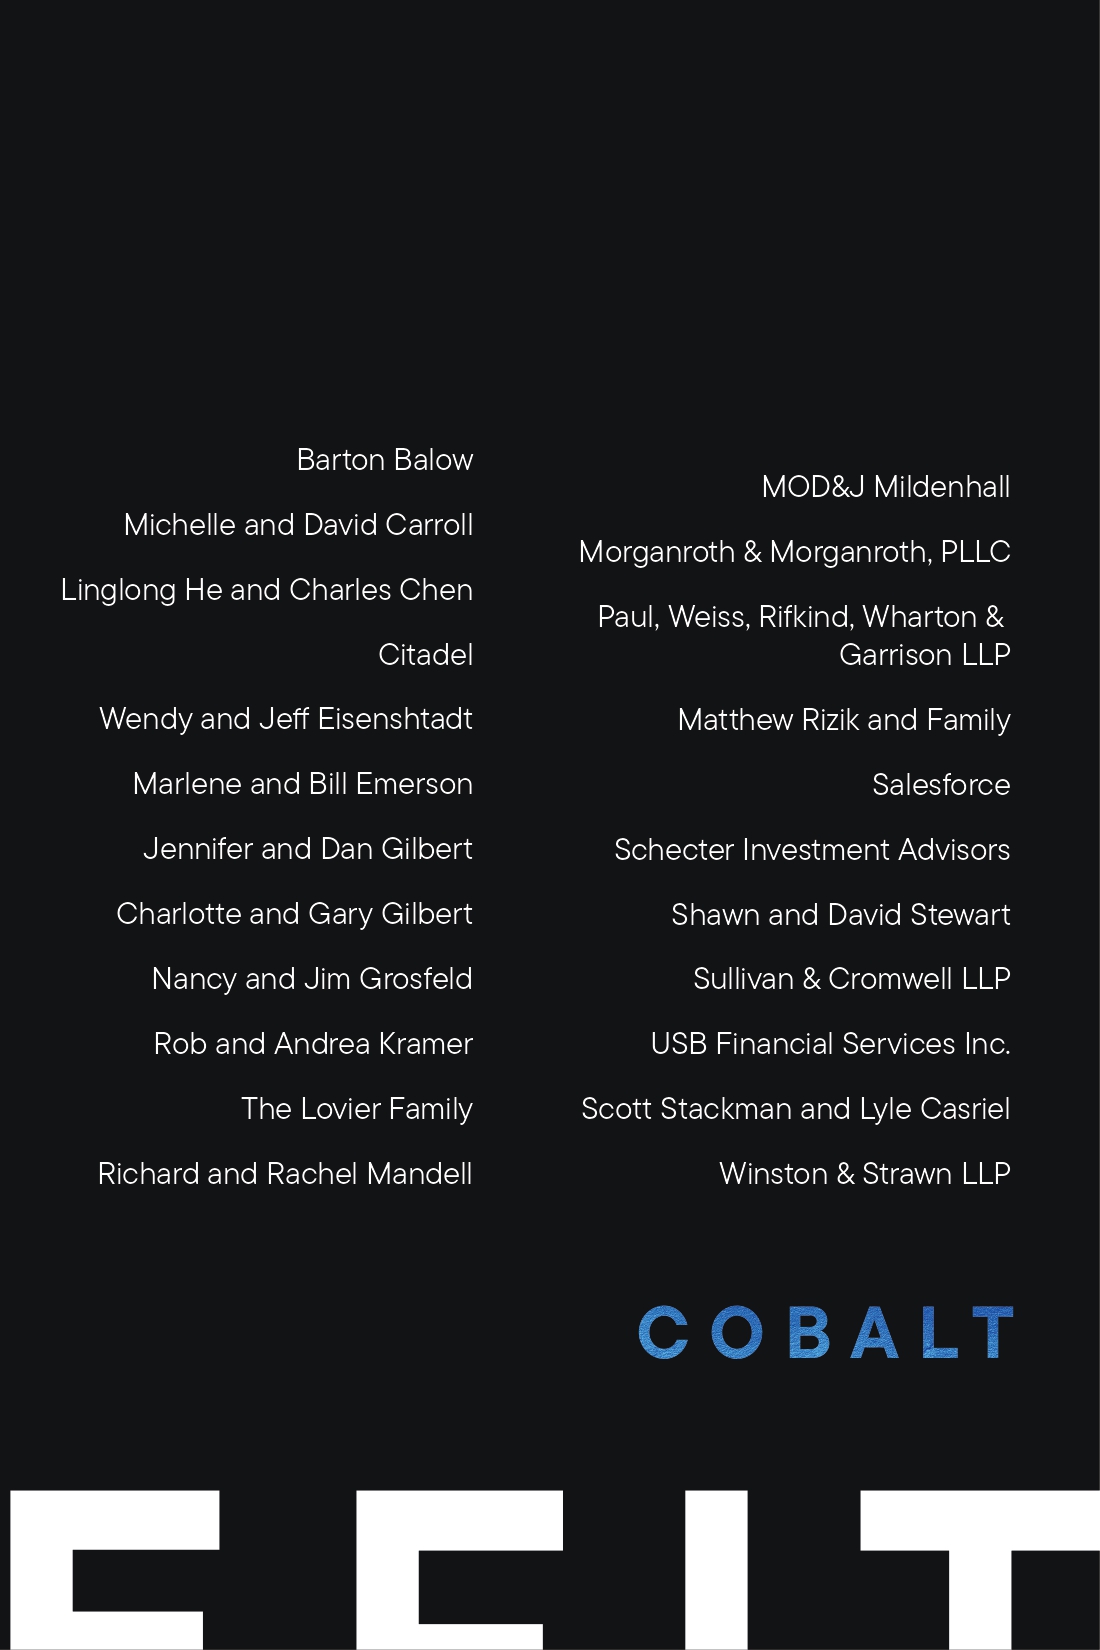 Barton Balow
Michelle and David Carroll
Linglong He and Charles Chen
Citadel
Wendy and Jeff Eisenshtadt
Marlene and Bill Emerson
Jennifer and Dan Gilbert
Charlotte and Gary Gilbert
Nancy and Jim Grosfeld
Rob and Andrea Kramer
The Lovier Family
Richard and Rachel Mandell
MOD&J Mildenhall
Morganroth & Morganroth, PLLC
Paul, Weiss, Rifkind, Wharton &
Garrison LLP
Matthew Rizik and Family
Salesforce
Schecter Investment Advisors
Shawn and David Stewart
Sullivan & Cromwell LLP
USB Financial Services Inc.
Scott Stackman and Lyle Casriel
Winston & Strawn LLP
COBALT